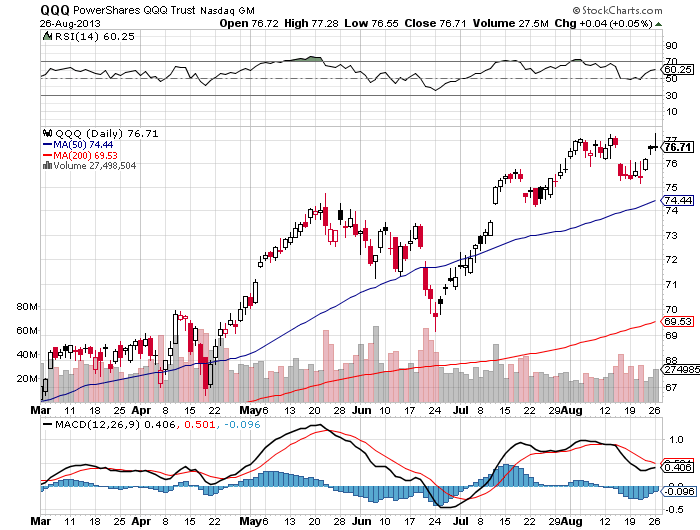 QQQ PowerShares QQQ Trust Nasdaq GM
© StockCharts.com
26-Aug-2013 Open 76.72 High 77.28 Low 76.55 Close 76.71 Volume 27.5M Chg +0.04 (+0.05%)
RSI(14) 60.25
90
70
60.25
50
30
10
QQQ (Daily) 76.71
MA(50) 74.44
MA(200) 69.53
Volume 27,498,504
77
76.71
76
75
74.44
74
73
72
71
70
69.53
69
68
274985
67
80M
60M
40M
20M
Mar 11 18 25 Apr 8 15 22 May 6 13 20 28 Jun 10 17 24 Jul 8 15 22 29 Aug 12 19 26
MACD(12,26,9) 0.406, 0.501, -0.096
1.0
0.406
0.0
-0.096
-0.5
Mar 11 18 25 Apr 8 15 22 May 6 13 20 28 Jun 10 17 24 Jul 8 15 22 29 Aug 12 19 26